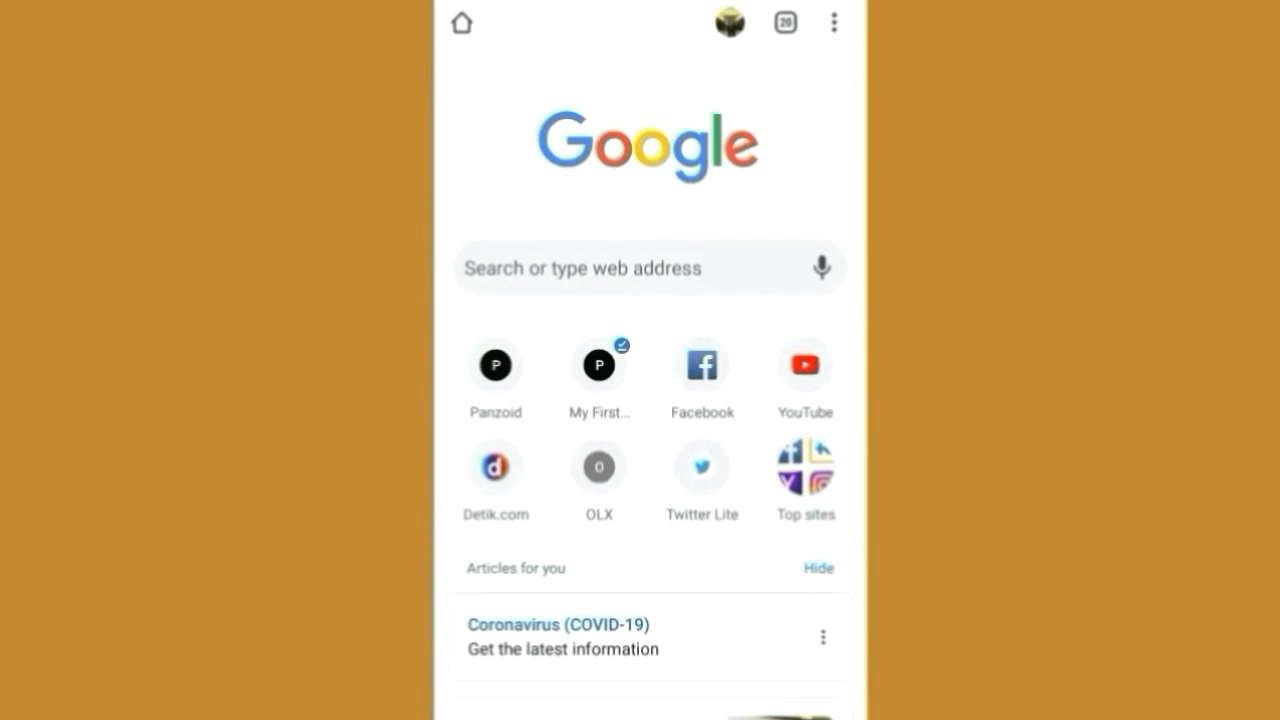 20
Google
Search or type web address
P
P
Panzoid
My First...
Facebook
YouTube
d
O
Detik.com
OLX
Twitter Lite
Top sites
Articles for you
Hide
Coronavirus (COVID-19)
Get the latest information